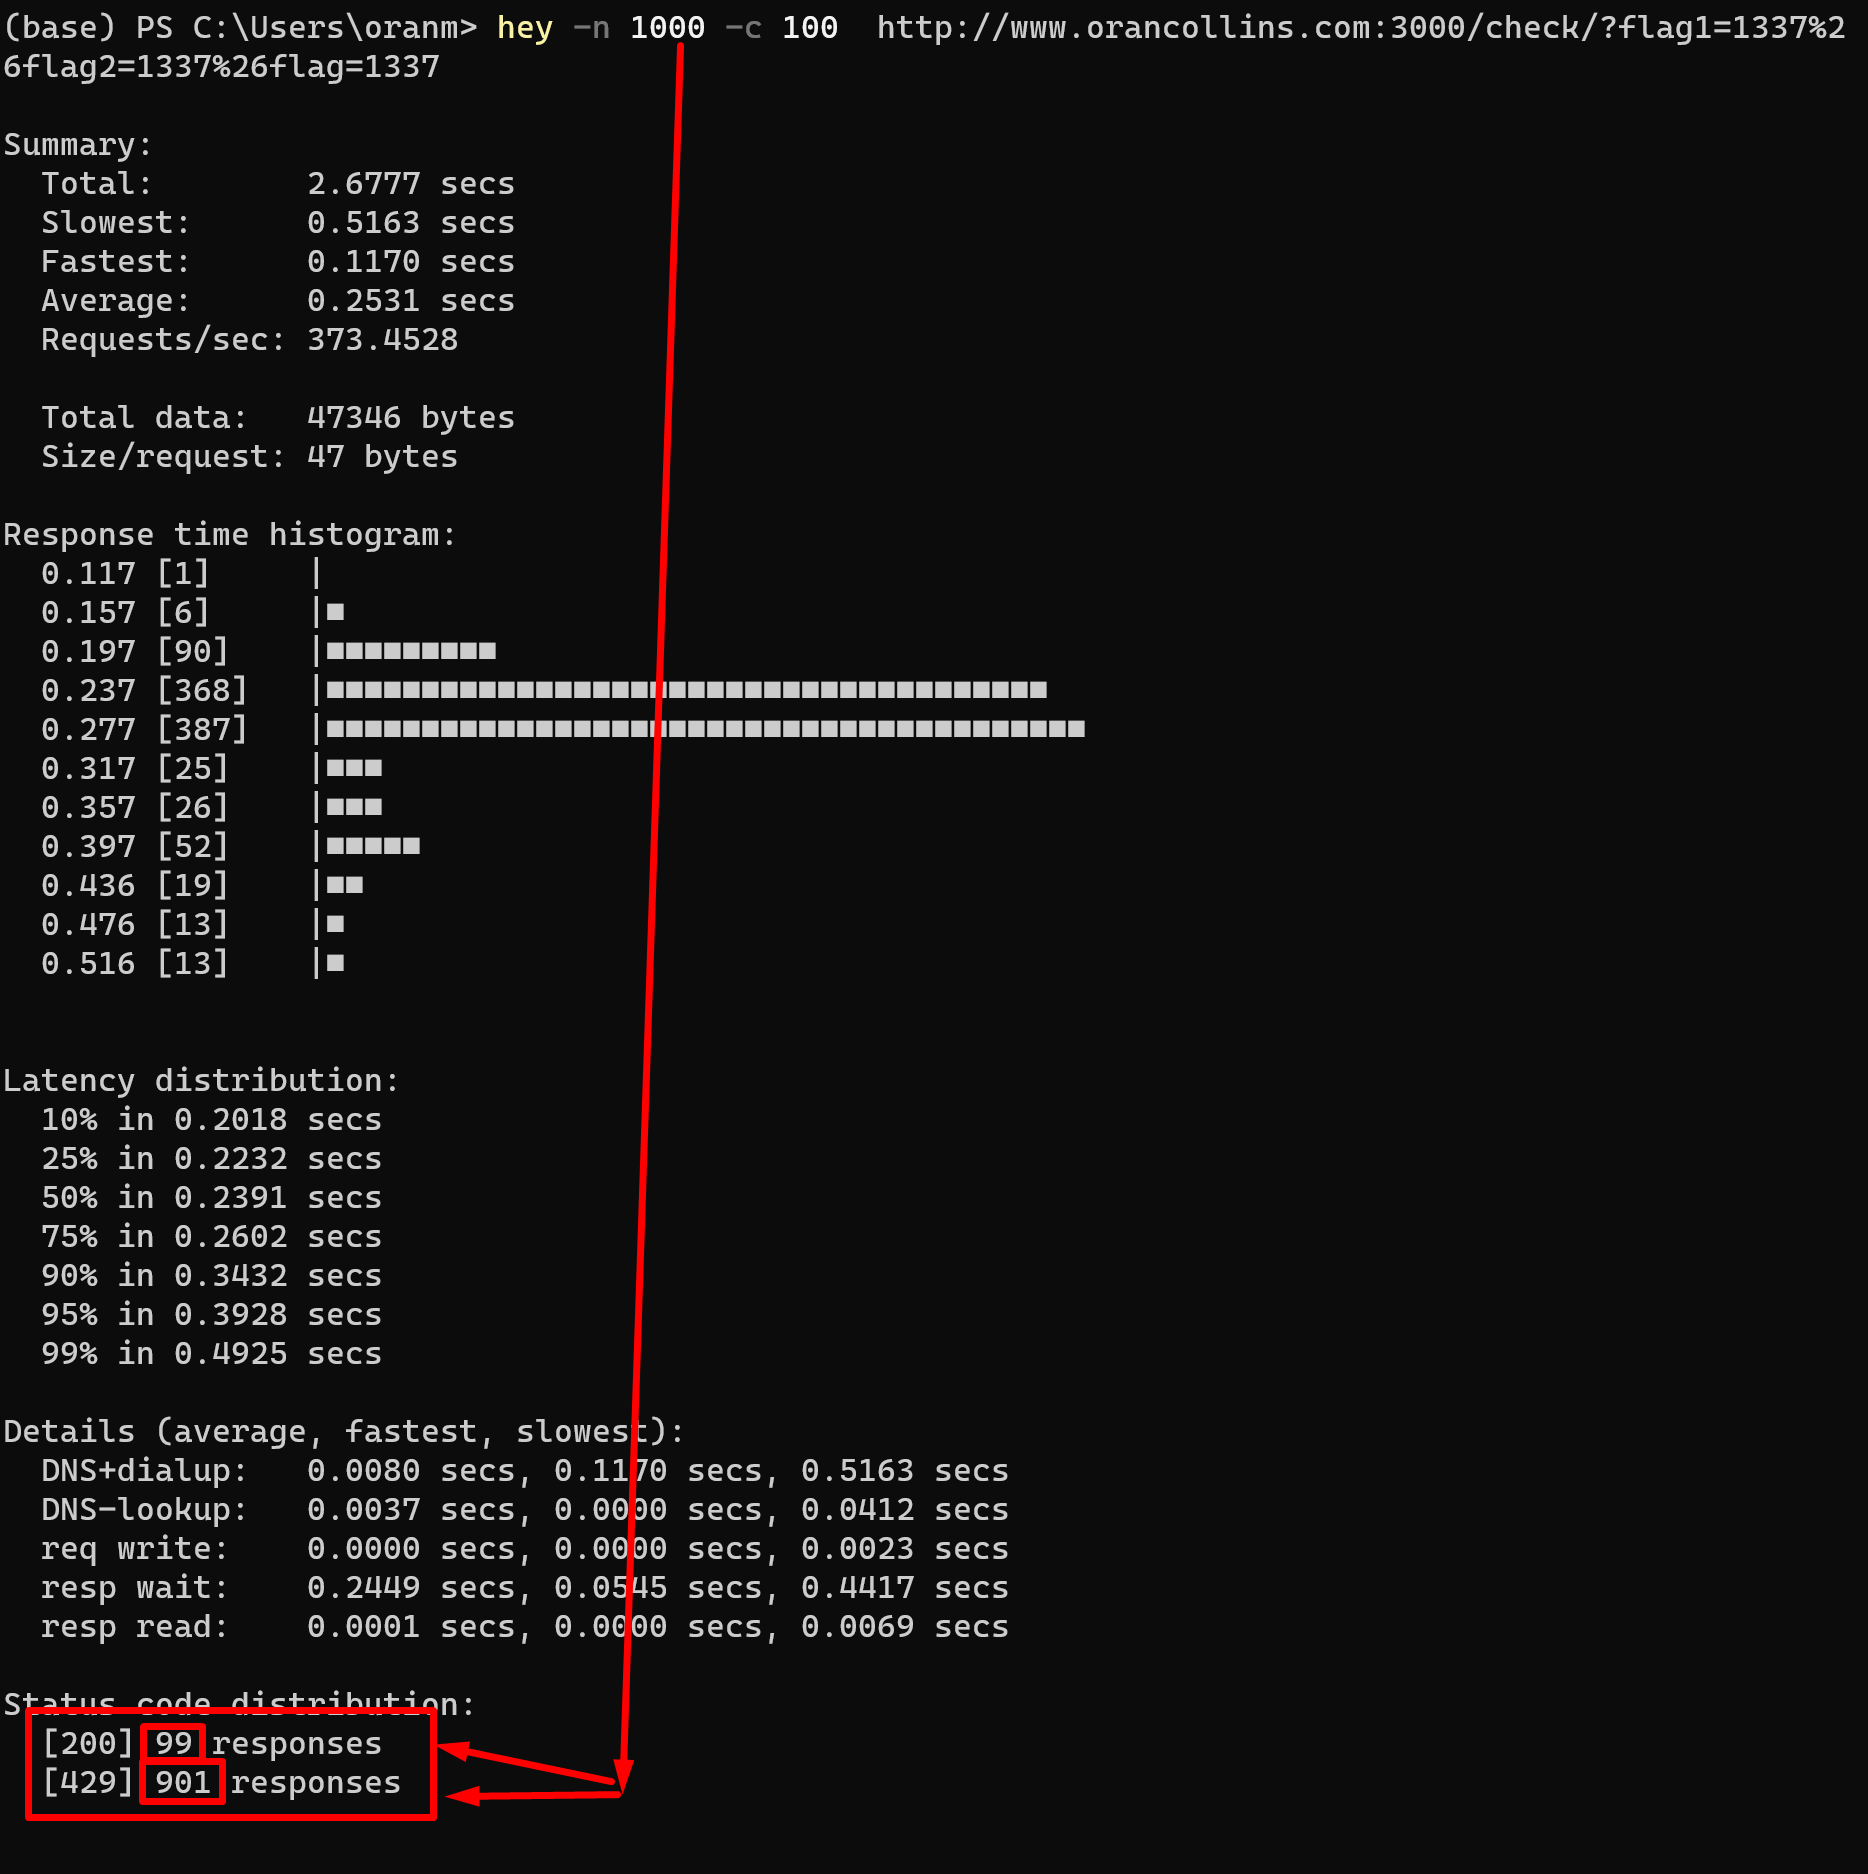 (base) PS C:\Users\oranm> hey -n 1000 -c 100  http://www.orancollins.com:3000/check/?flag1=1337%2
6flag2=1337%26flag=1337
Summary:
  Total:        2.6777 secs
  Slowest:      0.5163 secs
  Fastest:      0.1170 secs
  Average:      0.2531 secs
  Requests/sec: 373.4528
  Total data:   47346 bytes
  Size/request: 47 bytes
Response time histogram:
  0.117 [1]     |
  0.157 [6]     |■
  0.197 [90]    |■■■■■■■■■
  0.237 [368]   |■■■■■■■■■■■■■■■■■■■■■■■■■■■■■■■■■■■■■■
  0.277 [387]   |■■■■■■■■■■■■■■■■■■■■■■■■■■■■■■■■■■■■■■■■
  0.317 [25]    |■■■
  0.357 [26]    |■■■
  0.397 [52]    |■■■■■
  0.436 [19]    |■■
  0.476 [13]    |■
  0.516 [13]    |■
Latency distribution:
  10% in 0.2018 secs
  25% in 0.2232 secs
  50% in 0.2391 secs
  75% in 0.2602 secs
  90% in 0.3432 secs
  95% in 0.3928 secs
  99% in 0.4925 secs
Details (average, fastest, slowest):
  DNS+dialup:   0.0080 secs, 0.1170 secs, 0.5163 secs
  DNS-lookup:   0.0037 secs, 0.0000 secs, 0.0412 secs
  req write:    0.0000 secs, 0.0000 secs, 0.0023 secs
  resp wait:    0.2449 secs, 0.0545 secs, 0.4417 secs
  resp read:    0.0001 secs, 0.0000 secs, 0.0069 secs
Status code distribution:
  [200] 99 responses
  [429] 901 responses